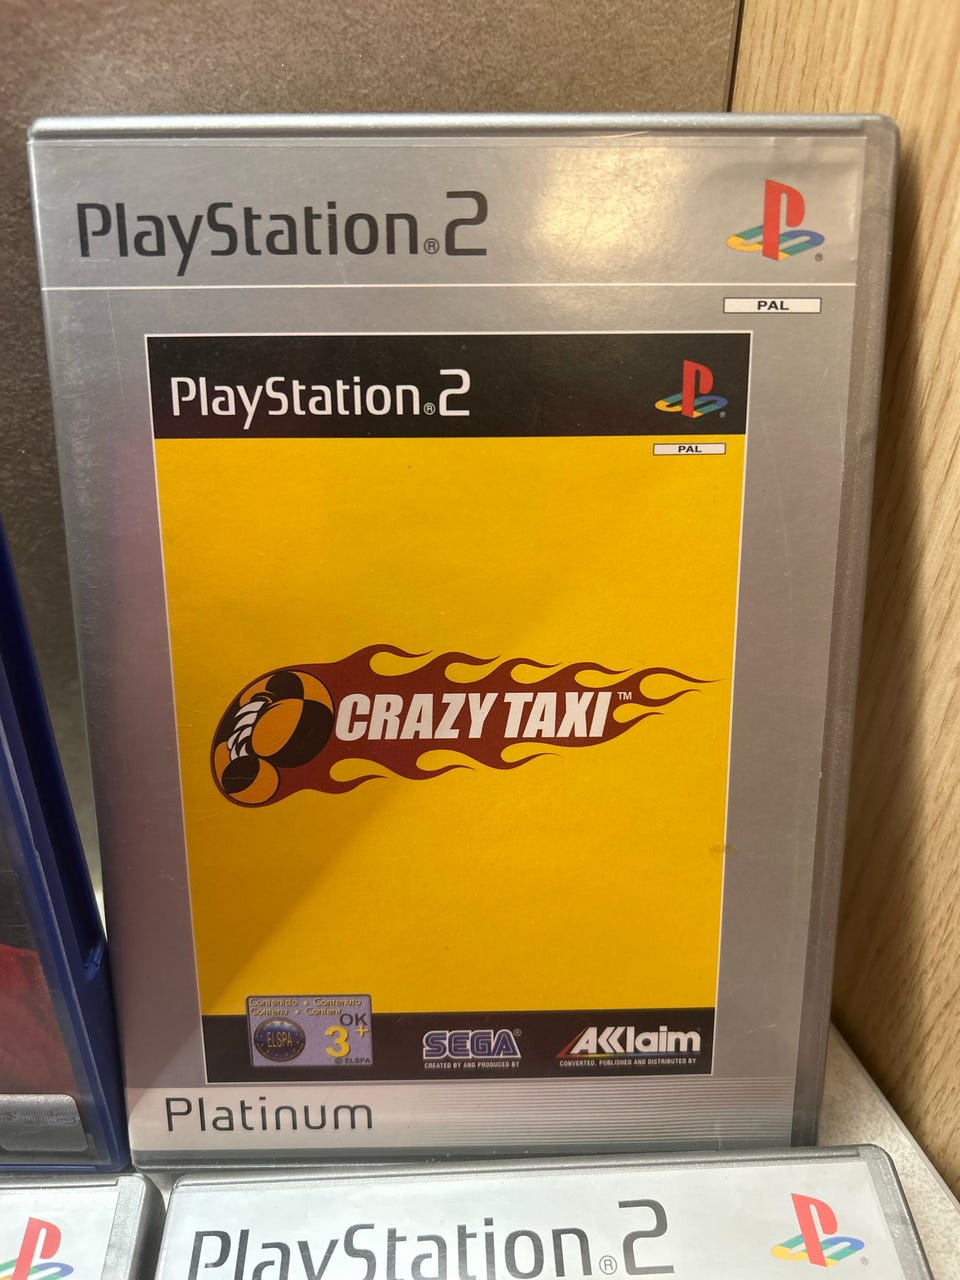 PlayStation®2
PAL
PlayStation®2
PAL
CRAZY TAXI™
Contenido • Contenuto
Contenu • Content
OK
ELSPA
3+
© ELSPA
SEGA®
CREATED BY AND PRODUCED BY
AKKlaim
CONVERTED, PUBLISHED AND DISTRIBUTED BY
Platinum
PlayStation®2